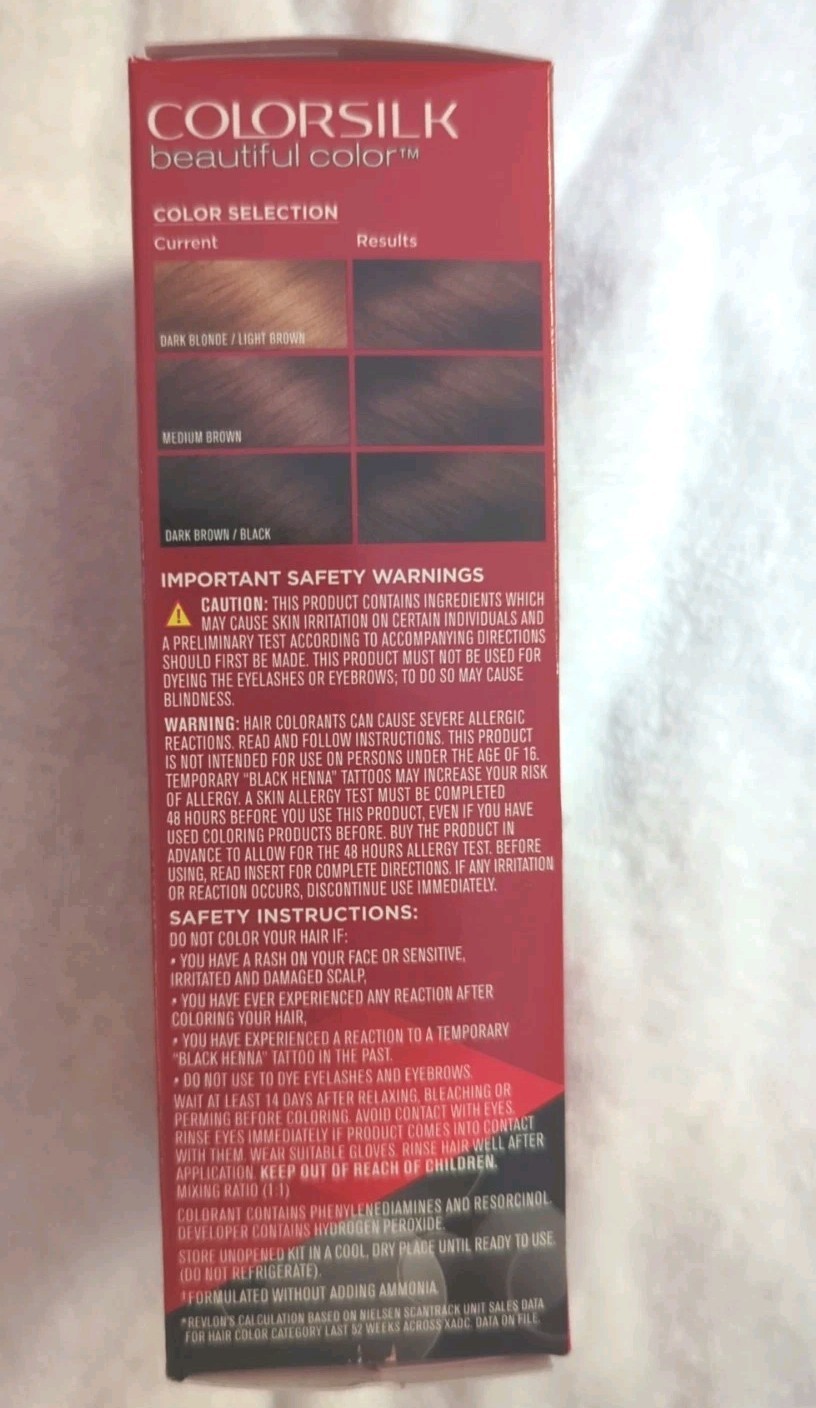 COLORSILK
beautiful color™
COLOR SELECTION
Current Results
DARK BLONDE / LIGHT BROWN
MEDIUM BROWN
DARK BROWN / BLACK
IMPORTANT SAFETY WARNINGS
CAUTION: THIS PRODUCT CONTAINS INGREDIENTS WHICH
MAY CAUSE SKIN IRRITATION ON CERTAIN INDIVIDUALS AND
A PRELIMINARY TEST ACCORDING TO ACCOMPANYING DIRECTIONS
SHOULD FIRST BE MADE. THIS PRODUCT MUST NOT BE USED FOR
DYEING THE EYELASHES OR EYEBROWS; TO DO SO MAY CAUSE
BLINDNESS.
WARNING: HAIR COLORANTS CAN CAUSE SEVERE ALLERGIC
REACTIONS. READ AND FOLLOW INSTRUCTIONS. THIS PRODUCT
IS NOT INTENDED FOR USE ON PERSONS UNDER THE AGE OF 16.
TEMPORARY "BLACK HENNA" TATTOOS MAY INCREASE YOUR RISK
OF ALLERGY. A SKIN ALLERGY TEST MUST BE COMPLETED
48 HOURS BEFORE YOU USE THIS PRODUCT, EVEN IF YOU HAVE
USED COLORING PRODUCTS BEFORE. BUY THE PRODUCT IN
ADVANCE TO ALLOW FOR THE 48 HOURS ALLERGY TEST. BEFORE
USING, READ INSERT FOR COMPLETE DIRECTIONS. IF ANY IRRITATION
OR REACTION OCCURS, DISCONTINUE USE IMMEDIATELY.
SAFETY INSTRUCTIONS:
DO NOT COLOR YOUR HAIR IF:
• YOU HAVE A RASH ON YOUR FACE OR SENSITIVE,
IRRITATED AND DAMAGED SCALP,
• YOU HAVE EVER EXPERIENCED ANY REACTION AFTER
COLORING YOUR HAIR,
• YOU HAVE EXPERIENCED A REACTION TO A TEMPORARY
"BLACK HENNA" TATTOO IN THE PAST.
• DO NOT USE TO DYE EYELASHES AND EYEBROWS.
WAIT AT LEAST 14 DAYS AFTER RELAXING, BLEACHING OR
PERMING BEFORE COLORING. AVOID CONTACT WITH EYES.
RINSE EYES IMMEDIATELY IF PRODUCT COMES INTO CONTACT
WITH THEM. WEAR SUITABLE GLOVES. RINSE HAIR WELL AFTER
APPLICATION. KEEP OUT OF REACH OF CHILDREN.
MIXING RATIO (1:1)
COLORANT CONTAINS PHENYLENEDIAMINES AND RESORCINOL.
DEVELOPER CONTAINS HYDROGEN PEROXIDE.
STORE UNOPENED KIT IN A COOL, DRY PLACE UNTIL READY TO USE.
(DO NOT REFRIGERATE).
†FORMULATED WITHOUT ADDING AMMONIA
*REVLON'S CALCULATION BASED ON NIELSEN SCANTRACK UNIT SALES DATA
FOR HAIR COLOR CATEGORY LAST 52 WEEKS ACROSS XAOC, DATA ON FILE.